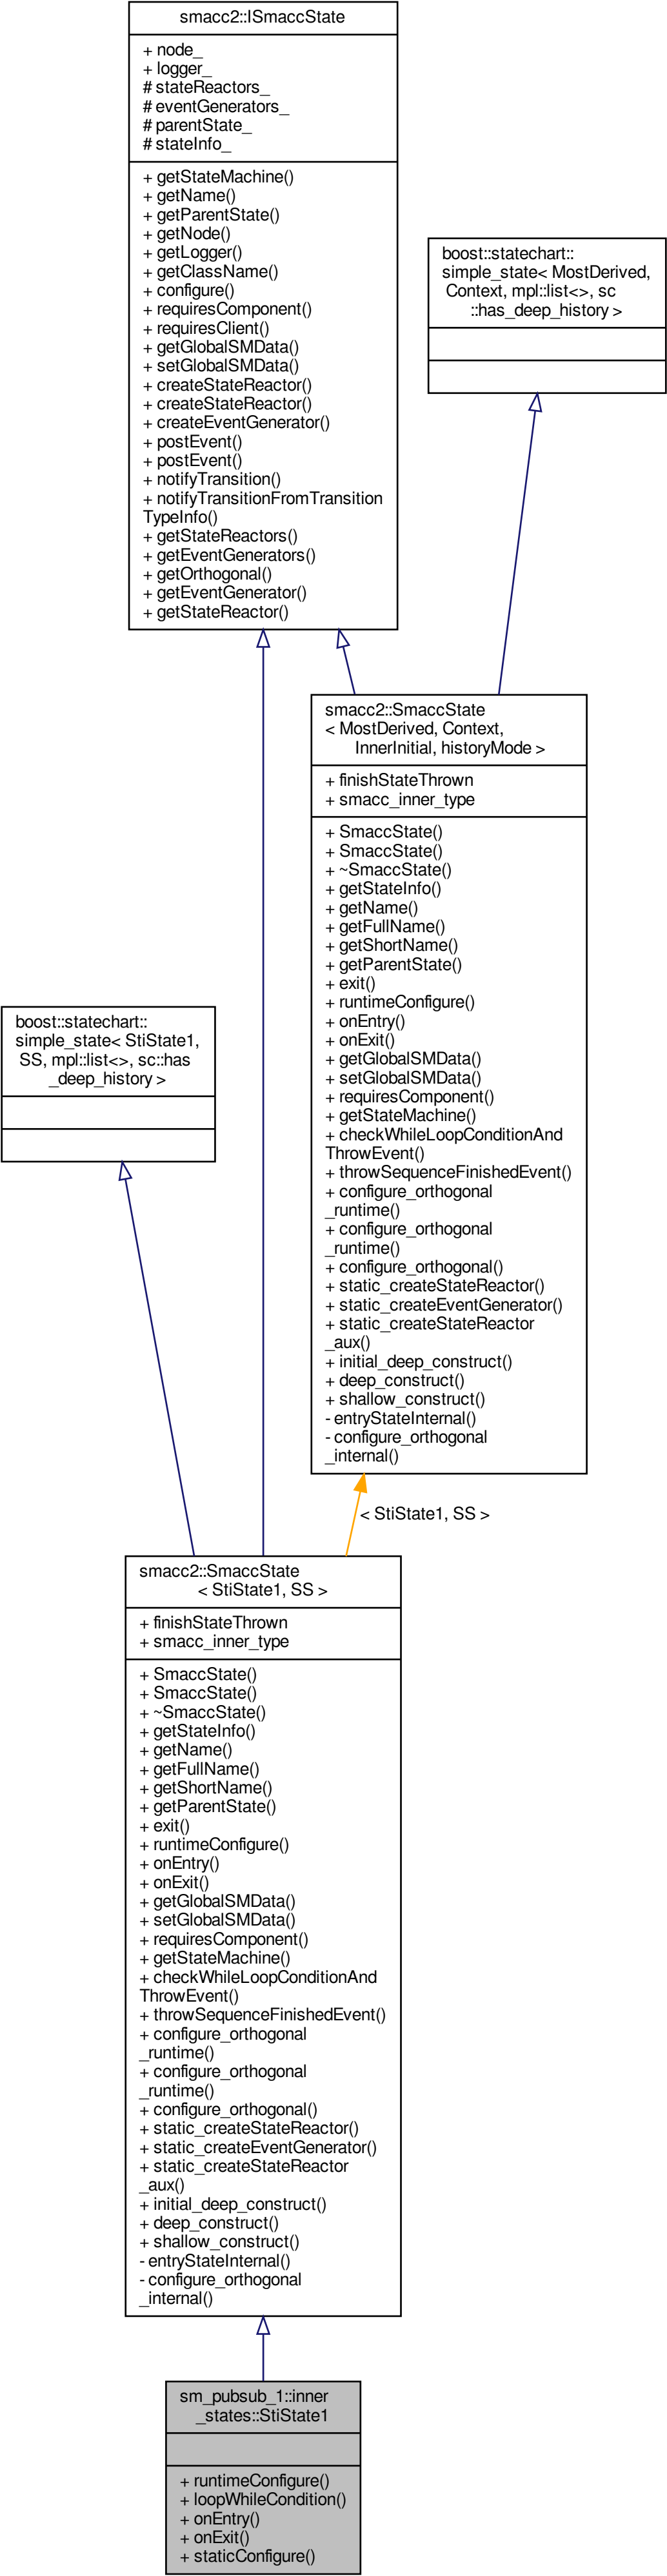 smacc2::ISmaccState
+ node_
+ logger_
# stateReactors_
# eventGenerators_
# parentState_
# stateInfo_
+ getStateMachine()
+ getName()
+ getParentState()
+ getNode()
+ getLogger()
+ getClassName()
+ configure()
+ requiresComponent()
+ requiresClient()
+ getGlobalSMData()
+ setGlobalSMData()
+ createStateReactor()
+ createStateReactor()
+ createEventGenerator()
+ postEvent()
+ postEvent()
+ notifyTransition()
+ notifyTransitionFromTransition
TypeInfo()
+ getStateReactors()
+ getEventGenerators()
+ getOrthogonal()
+ getEventGenerator()
+ getStateReactor()
boost::statechart::
simple_state< MostDerived,
Context, mpl::list<>, sc
::has_deep_history >
smacc2::SmaccState
< MostDerived, Context,
InnerInitial, historyMode >
+ finishStateThrown
+ smacc_inner_type
+ SmaccState()
+ SmaccState()
+ ~SmaccState()
+ getStateInfo()
+ getName()
+ getFullName()
+ getShortName()
+ getParentState()
+ exit()
+ runtimeConfigure()
+ onEntry()
+ onExit()
+ getGlobalSMData()
+ setGlobalSMData()
+ requiresComponent()
+ getStateMachine()
+ checkWhileLoopConditionAnd
ThrowEvent()
+ throwSequenceFinishedEvent()
+ configure_orthogonal
_runtime()
+ configure_orthogonal
_runtime()
+ configure_orthogonal()
+ static_createStateReactor()
+ static_createEventGenerator()
+ static_createStateReactor
_aux()
+ initial_deep_construct()
+ deep_construct()
+ shallow_construct()
- entryStateInternal()
- configure_orthogonal
_internal()
boost::statechart::
simple_state< StiState1,
SS, mpl::list<>, sc::has
_deep_history >
< StiState1, SS >
smacc2::SmaccState
< StiState1, SS >
+ finishStateThrown
+ smacc_inner_type
+ SmaccState()
+ SmaccState()
+ ~SmaccState()
+ getStateInfo()
+ getName()
+ getFullName()
+ getShortName()
+ getParentState()
+ exit()
+ runtimeConfigure()
+ onEntry()
+ onExit()
+ getGlobalSMData()
+ setGlobalSMData()
+ requiresComponent()
+ getStateMachine()
+ checkWhileLoopConditionAnd
ThrowEvent()
+ throwSequenceFinishedEvent()
+ configure_orthogonal
_runtime()
+ configure_orthogonal
_runtime()
+ configure_orthogonal()
+ static_createStateReactor()
+ static_createEventGenerator()
+ static_createStateReactor
_aux()
+ initial_deep_construct()
+ deep_construct()
+ shallow_construct()
- entryStateInternal()
- configure_orthogonal
_internal()
sm_pubsub_1::inner
_states::StiState1
+ runtimeConfigure()
+ loopWhileCondition()
+ onEntry()
+ onExit()
+ staticConfigure()